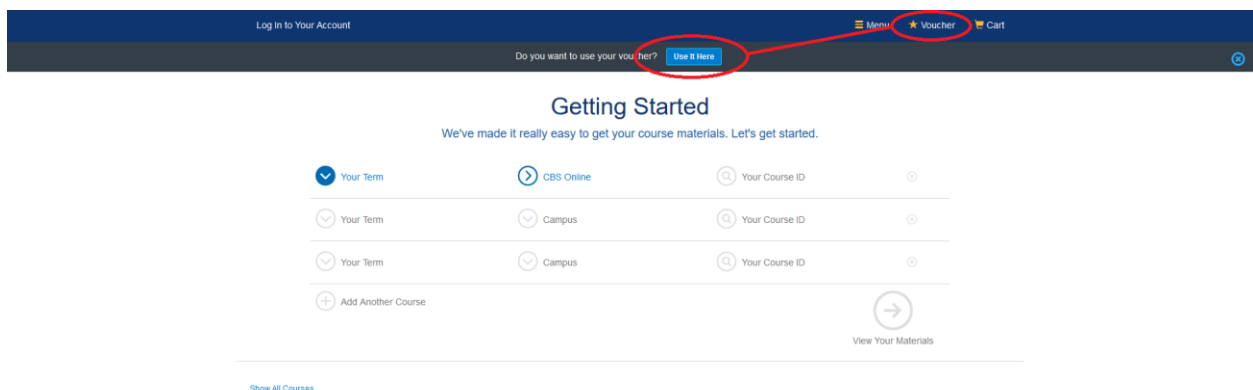 Log In to Your Account Menu Voucher Cart
Do you want to use your voucher? Use It Here
Getting Started
We've made it really easy to get your course materials. Let's get started.
Your Term CBS Online Your Course ID
Your Term Campus Your Course ID
Your Term Campus Your Course ID
Add Another Course
View Your Materials
Show All Courses